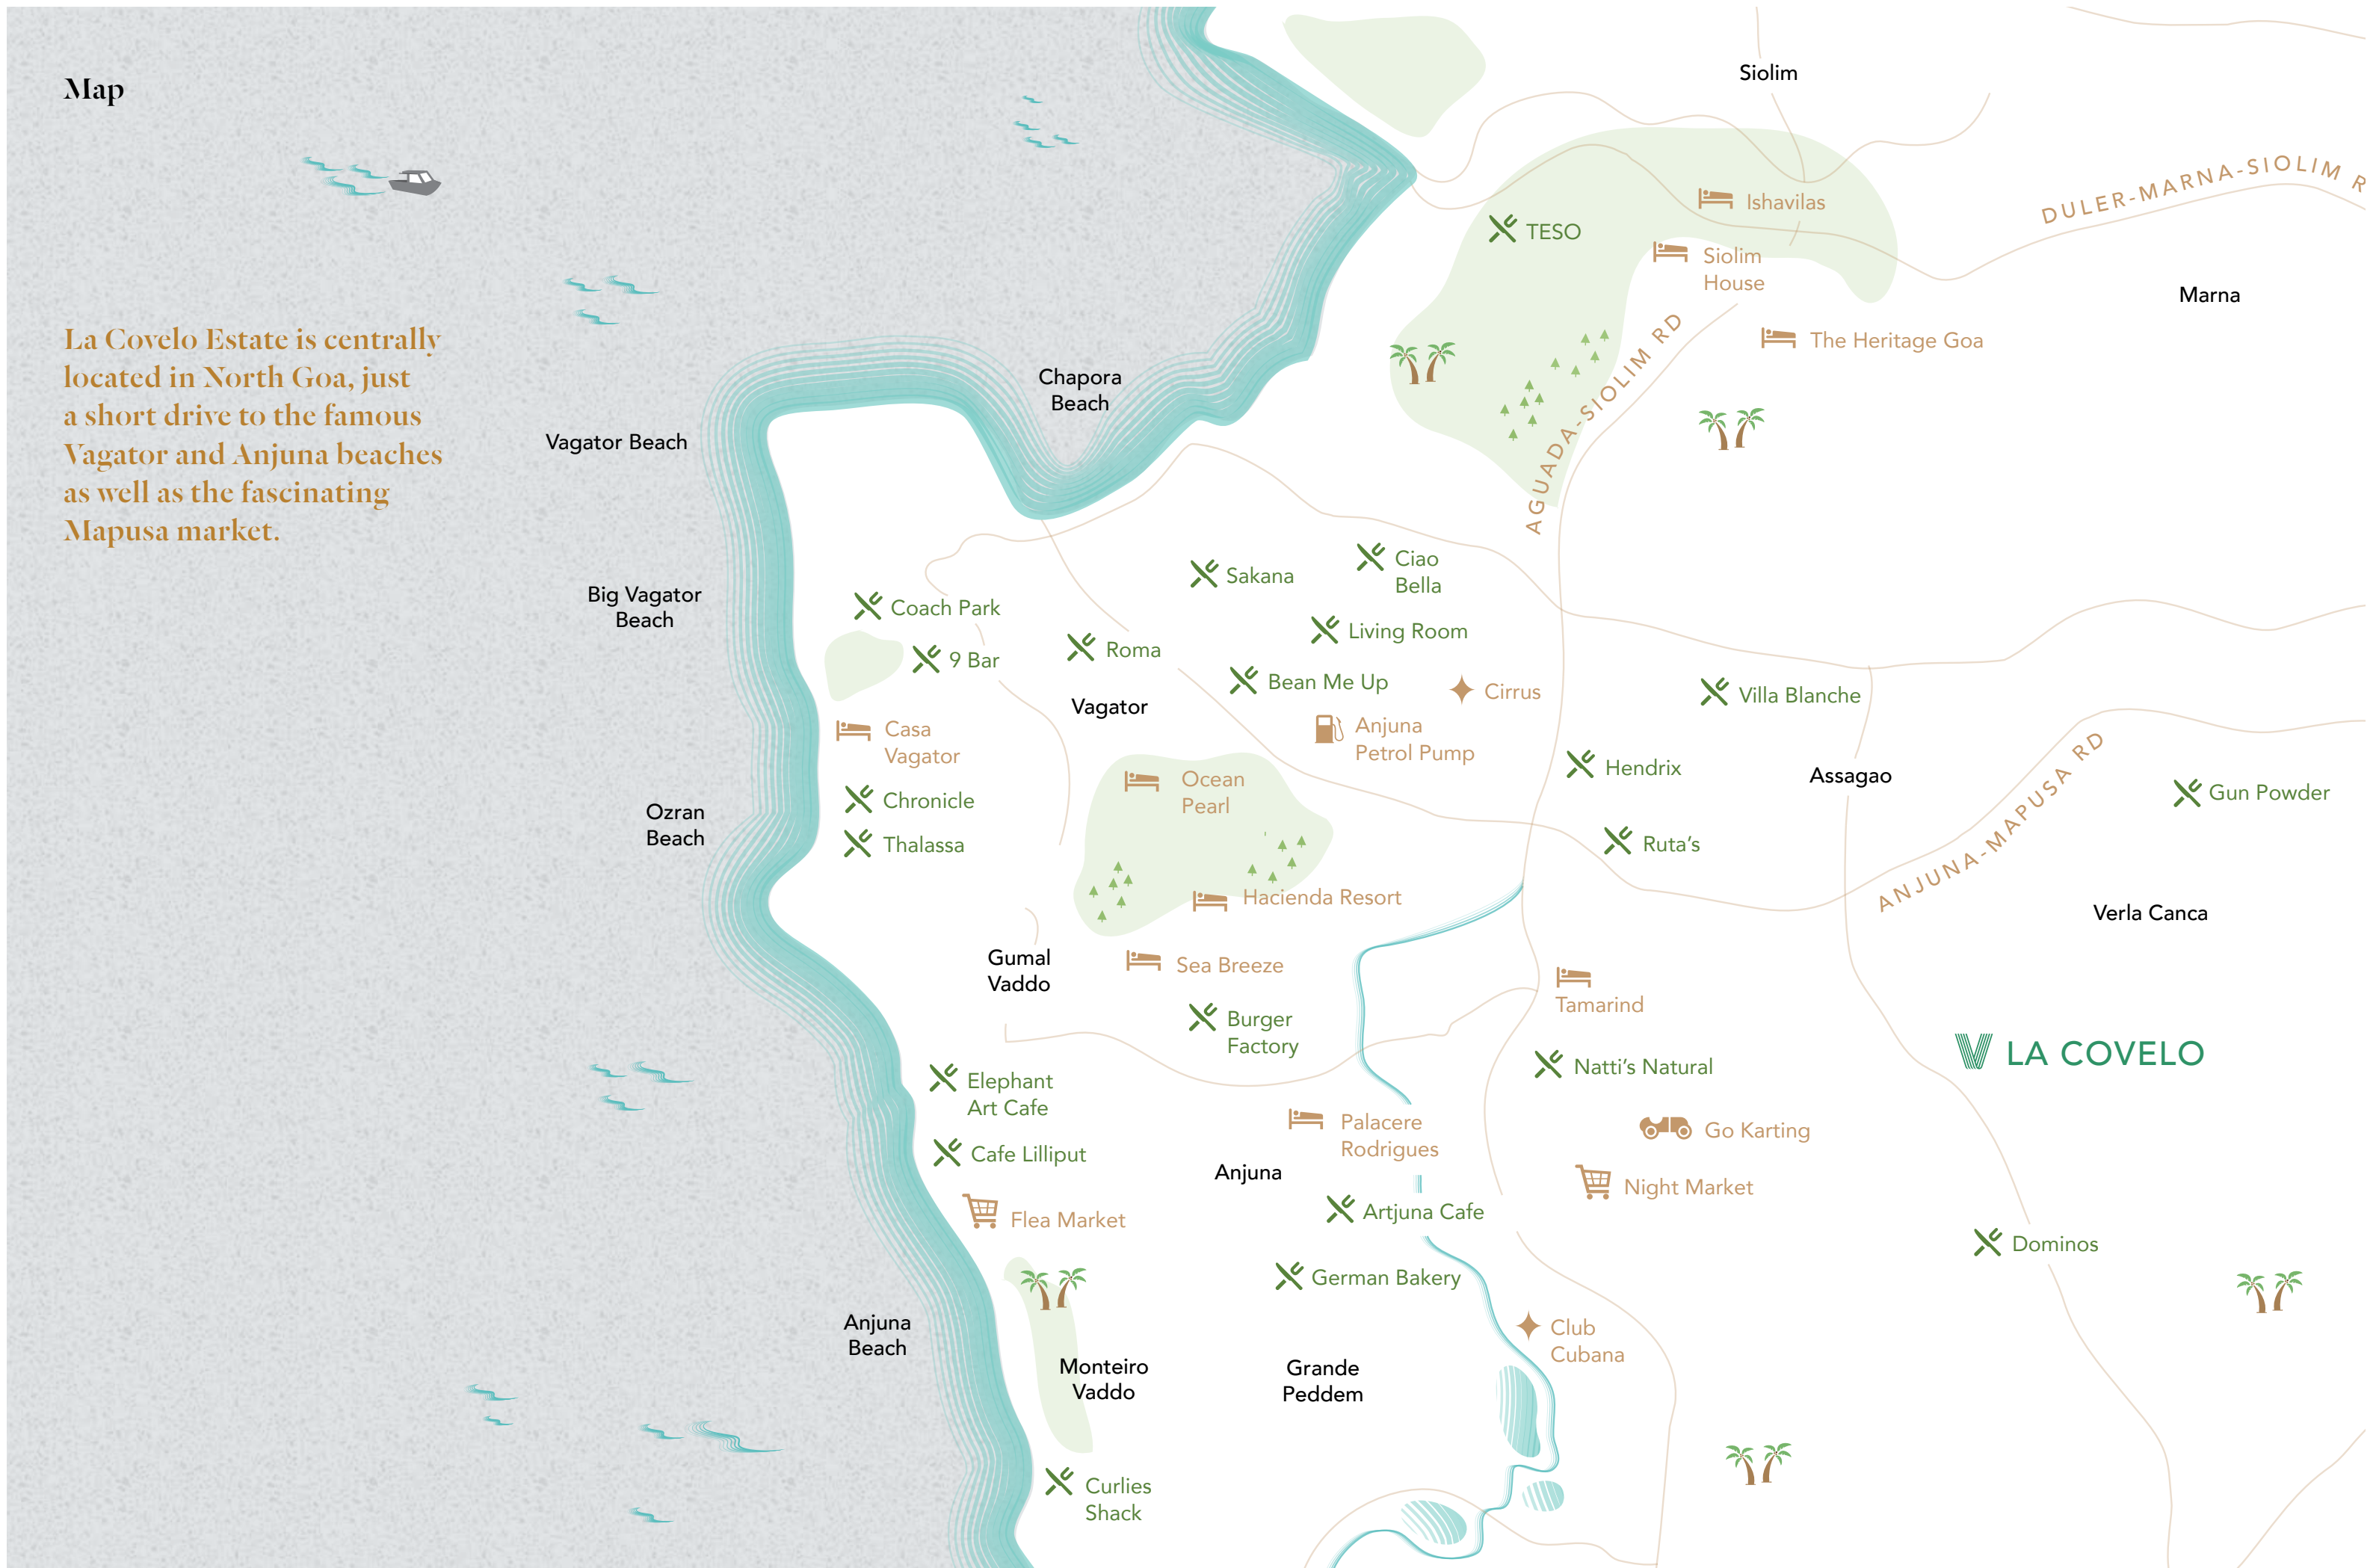 Map
La Covelo Estate is centrally
located in North Goa, just
a short drive to the famous
Vagator and Anjuna beaches
as well as the fascinating
Mapusa market.
Siolim
DULER-MARNA-SIOLIM R
Ishavilas
TESO
Siolim
House
Marna
The Heritage Goa
AGUADA-SIOLIM RD
Chapora
Beach
Vagator Beach
Big Vagator
Beach
Ciao
Bella
Sakana
Coach Park
Living Room
Roma
9 Bar
Bean Me Up
Cirrus
Villa Blanche
Vagator
Casa
Vagator
Anjuna
Petrol Pump
Hendrix
Assagao
ANJUNA-MAPUSA RD
Gun Powder
Ocean
Pearl
Chronicle
Ozran
Beach
Thalassa
Ruta's
Hacienda Resort
Verla Canca
Gumal
Vaddo
Sea Breeze
Tamarind
Burger
Factory
LA COVELO
Natti's Natural
Elephant
Art Cafe
Palacere
Rodrigues
Go Karting
Cafe Lilliput
Anjuna
Night Market
Flea Market
Artjuna Cafe
Dominos
German Bakery
Anjuna
Beach
Club
Cubana
Monteiro
Vaddo
Grande
Peddem
Curlies
Shack